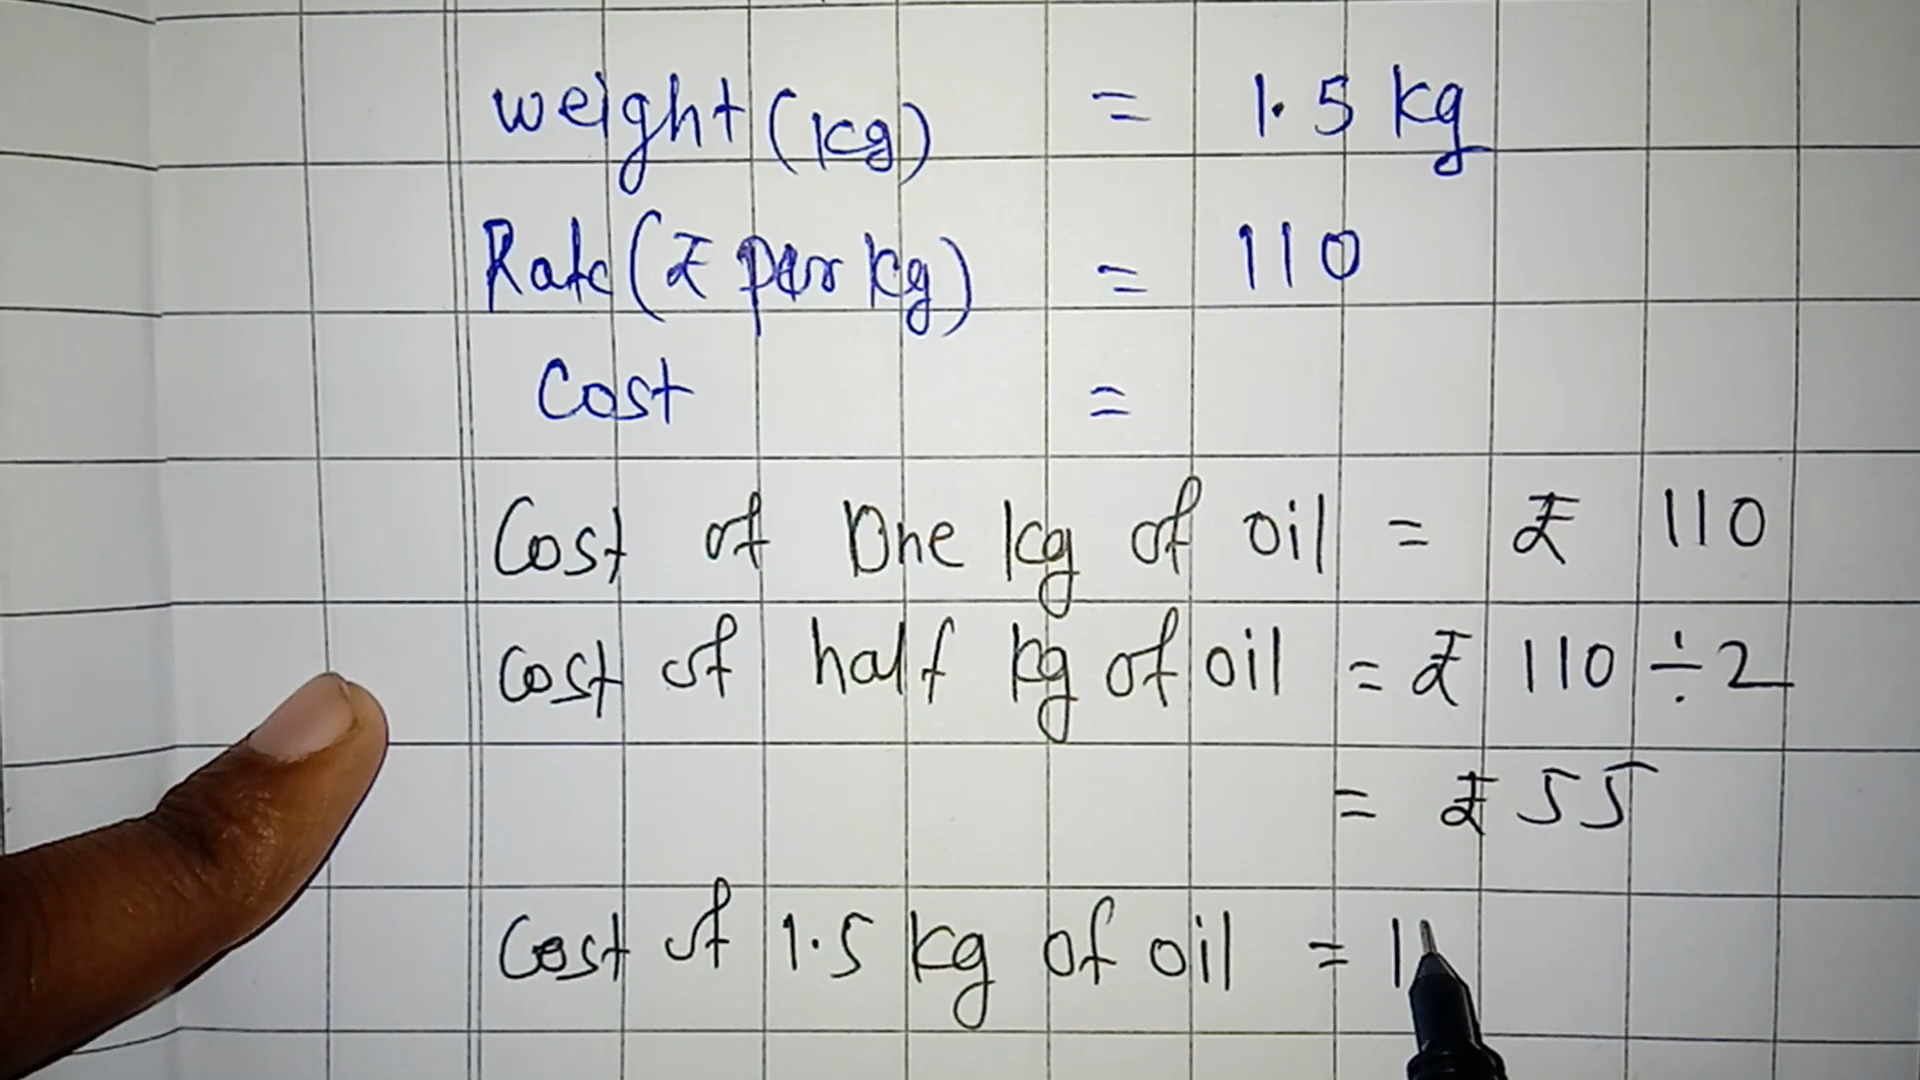 weight (kg) = 1.5 kg
Rate (₹ per kg) = 110
Cost =
Cost of One kg of oil = ₹ 110
Cost of half kg of oil = ₹ 110 ÷ 2
= ₹ 55
Cost of 1.5 kg of oil = 11